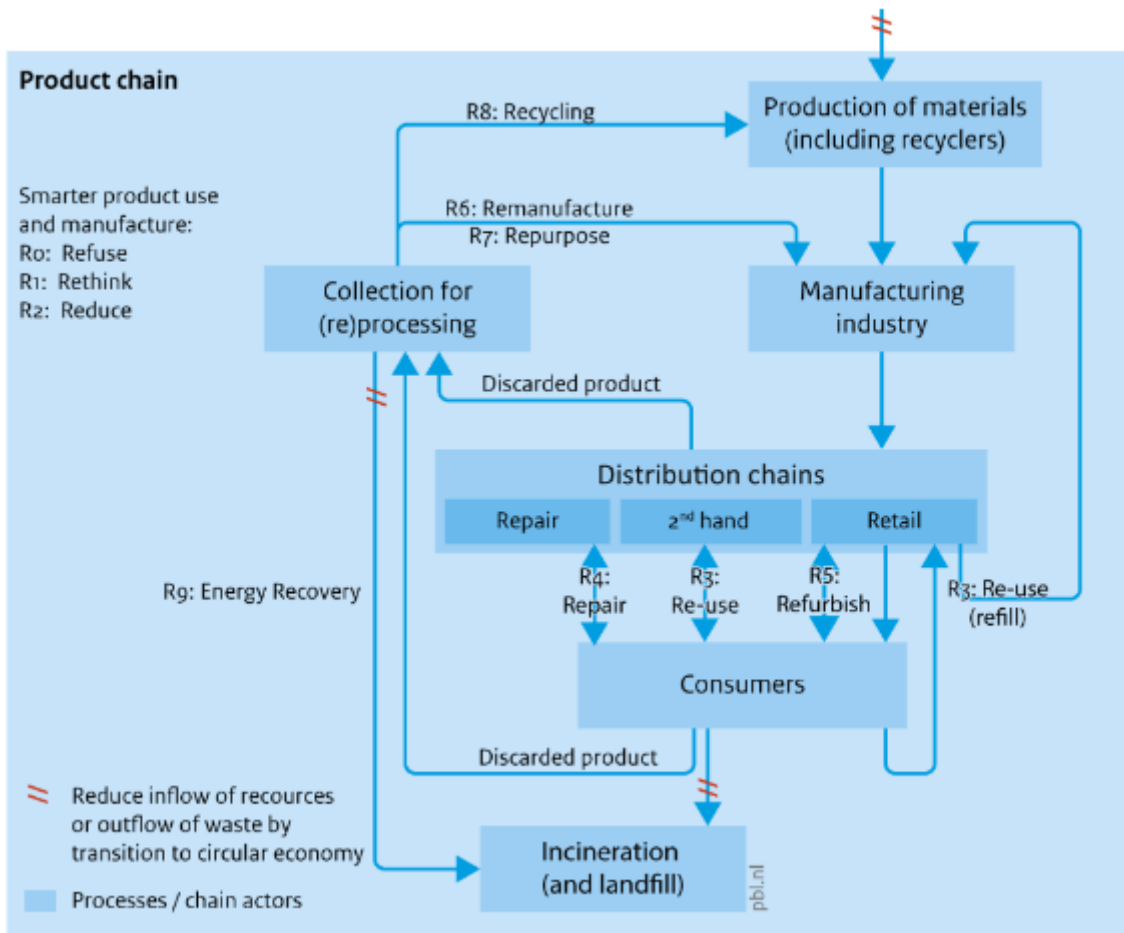 Product chain
Smarter product use
and manufacture:
R0: Refuse
R1: Rethink
R2: Reduce
R8: Recycling
Production of materials
(including recyclers)
R6: Remanufacture
R7: Repurpose
Collection for
(re)processing
Manufacturing
industry
Discarded product
Distribution chains
Repair
2nd hand
Retail
R9: Energy Recovery
R4:
Repair
R3:
Re-use
R5:
Refurbish
R3: Re-use
(refill)
Consumers
Discarded product
Reduce inflow of recources
or outflow of waste by
transition to circular economy
Processes / chain actors
Incineration
(and landfill)
pbl.nl